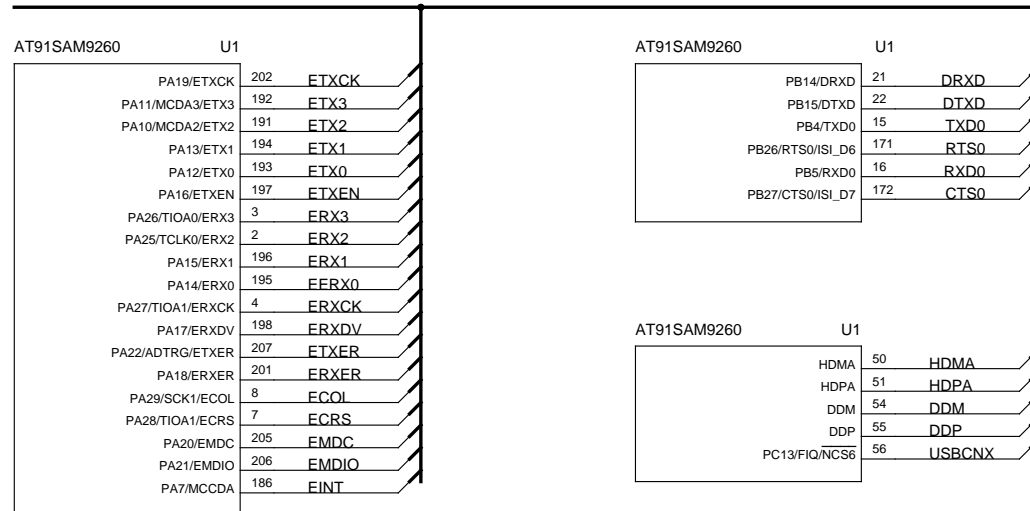 AT91SAM9260 U1
PA19/ETXCK 202 ETXCK
PA11/MCDA3/ETX3 192 ETX3
PA10/MCDA2/ETX2 191 ETX2
PA13/ETX1 194 ETX1
PA12/ETX0 193 ETX0
PA16/ETXEN 197 ETXEN
PA26/TIOA0/ERX3 3 ERX3
PA25/TCLK0/ERX2 2 ERX2
PA15/ERX1 196 ERX1
PA14/ERX0 195 EERX0
PA27/TIOA1/ERXCK 4 ERXCK
PA17/ERXDV 198 ERXDV
PA22/ADTRG/ETXER 207 ETXER
PA18/ERXER 201 ERXER
PA29/SCK1/ECOL 8 ECOL
PA28/TIOA1/ECRS 7 ECRS
PA20/EMDC 205 EMDC
PA21/EMDIO 206 EMDIO
PA7/MCCDA 186 EINT
AT91SAM9260 U1
PB14/DRXD 21 DRXD
PB15/DTXD 22 DTXD
PB4/TXD0 15 TXD0
PB26/RTS0/ISI_D6 171 RTS0
PB5/RXD0 16 RXD0
PB27/CTS0/ISI_D7 172 CTS0
AT91SAM9260 U1
HDMA 50 HDMA
HDPA 51 HDPA
DDM 54 DDM
DDP 55 DDP
PC13/FIQ/NCS6 56 USBCNX